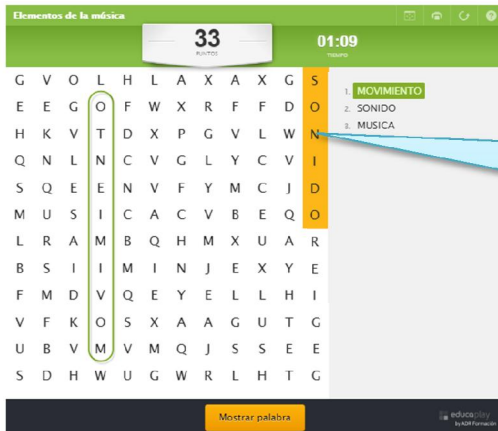 Elementos de la música
33
PUNTOS
01:09
TIEMPO
G V O L H L A X A X G S
E E G O F W X R F F D O
H K V T D X P G V L W N
Q N L N C V G L Y C V I
S Q E E N V F Y M C J D
M U S I C A C V B E Q O
L R A M B Q H M X U A R
B S I I M I N J E X Y E
F M D V Q E Y E L L H I
V F K O S X A A G U T G
U B V M V M Q J S S E E
S D H W U G W R L H T G
1. MOVIMIENTO
2. SONIDO
3. MUSICA
Mostrar palabra
educaplay
by ADR Formación